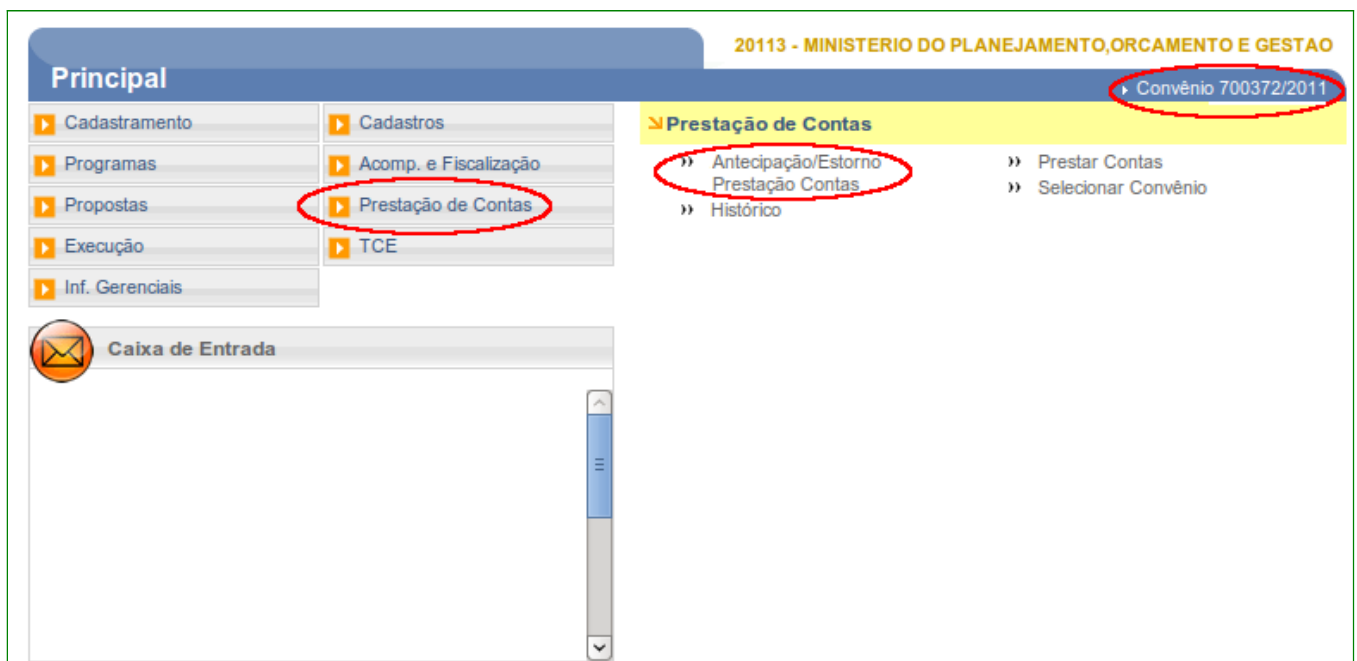 20113 - MINISTERIO DO PLANEJAMENTO,ORCAMENTO E GESTAO
Principal
Convênio 700372/2011
Cadastramento
Cadastros
Programas
Acomp. e Fiscalização
Propostas
Prestação de Contas
Execução
TCE
Inf. Gerenciais
Prestação de Contas
Antecipação/Estorno
Prestação Contas
Histórico
Prestar Contas
Selecionar Convênio
Caixa de Entrada